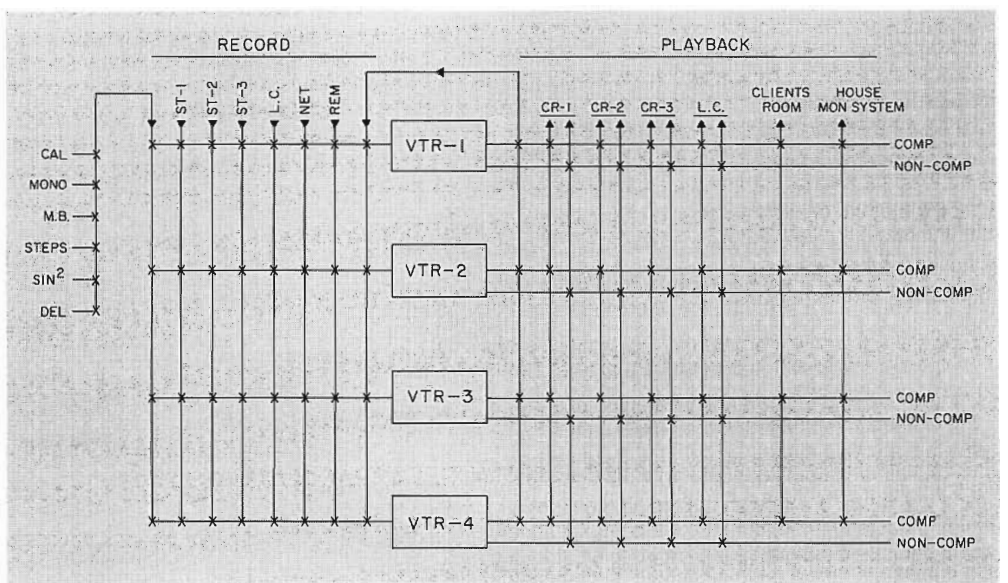 RECORD
PLAYBACK
ST-1
ST-2
ST-3
L.C.
NET
REM
CR-1
CR-2
CR-3
L.C.
CLIENTS
ROOM
HOUSE
MON SYSTEM
CAL
MONO
M.B.
STEPS
SIN²
DEL
VTR-1
COMP
NON-COMP
VTR-2
COMP
NON-COMP
VTR-3
COMP
NON-COMP
VTR-4
COMP
NON-COMP